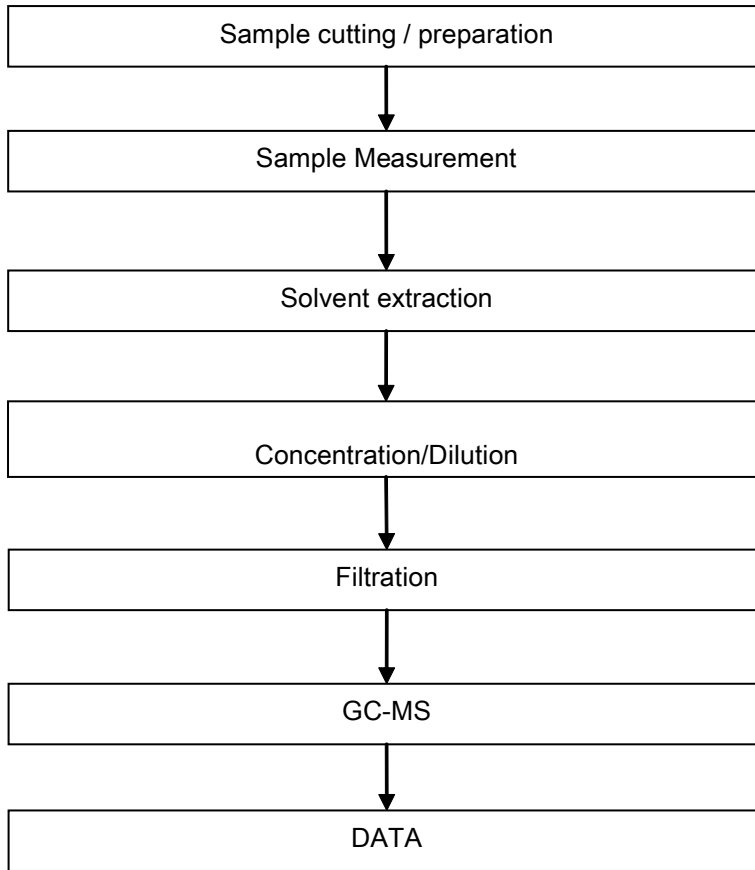 Sample cutting / preparation
Sample Measurement
Solvent extraction
Concentration/Dilution
Filtration
GC-MS
DATA